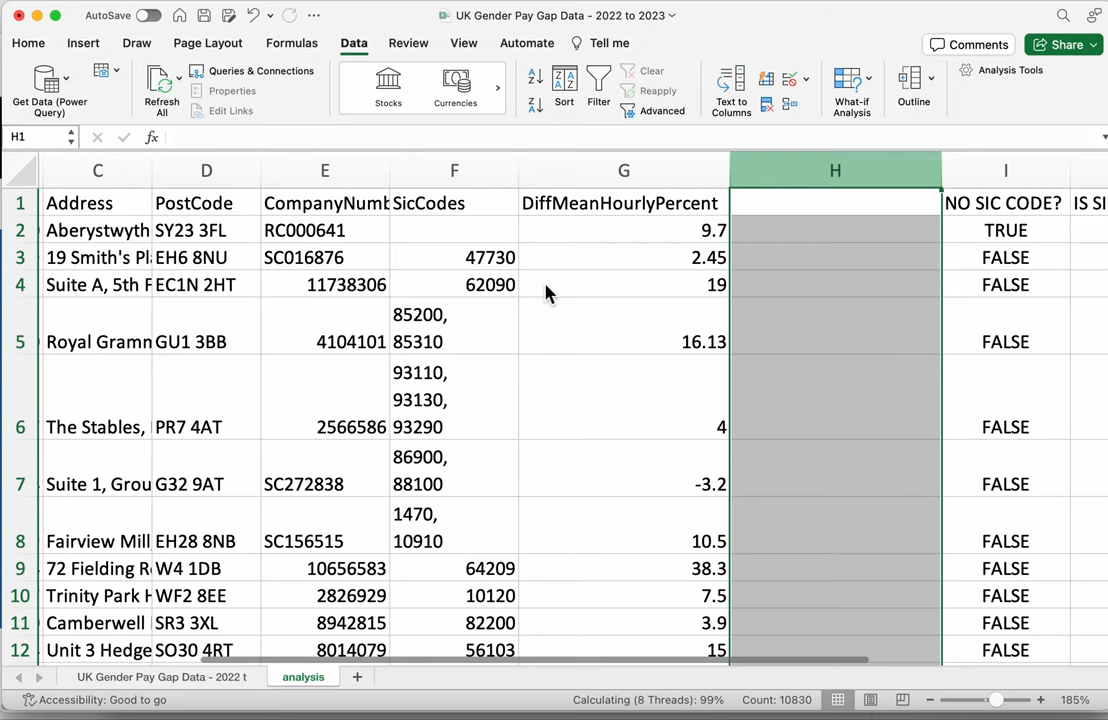 AutoSave
UK Gender Pay Gap Data - 2022 to 2023
Home Insert Draw Page Layout Formulas Data Review View Automate Tell me Comments Share
Get Data (Power Query)
Refresh All
Queries & Connections
Properties
Edit Links
Stocks
Currencies
Sort
Filter
Clear
Reapply
Advanced
Text to Columns
What-if Analysis
Outline
Analysis Tools
H1 fx
C D E F G H I
1 Address PostCode CompanyNumb SicCodes DiffMeanHourlyPercent NO SIC CODE? IS SI
2 Aberystwyth SY23 3FL RC000641 9.7 TRUE
3 19 Smith's Pl EH6 8NU SC016876 47730 2.45 FALSE
4 Suite A, 5th F EC1N 2HT 11738306 62090 19 FALSE
85200,
5 Royal Gramn GU1 3BB 4104101 85310 16.13 FALSE
93110,
93130,
6 The Stables, PR7 4AT 2566586 93290 4 FALSE
86900,
7 Suite 1, Grou G32 9AT SC272838 88100 -3.2 FALSE
1470,
8 Fairview Mill EH28 8NB SC156515 10910 10.5 FALSE
9 72 Fielding R W4 1DB 10656583 64209 38.3 FALSE
10 Trinity Park H WF2 8EE 2826929 10120 7.5 FALSE
11 Camberwell SR3 3XL 8942815 82200 3.9 FALSE
12 Unit 3 Hedge SO30 4RT 8014079 56103 15 FALSE
UK Gender Pay Gap Data - 2022 t analysis
Accessibility: Good to go Calculating (8 Threads): 99% Count: 10830 185%